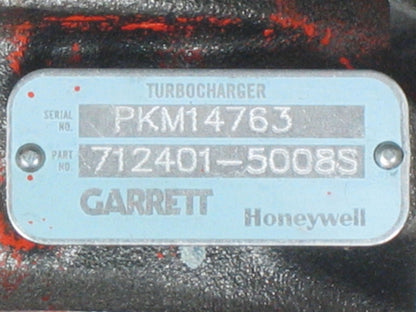 TURBOCHARGER
SERIAL NO. PKM14763
PART NO. 712401-5008S
GARRETT Honeywell